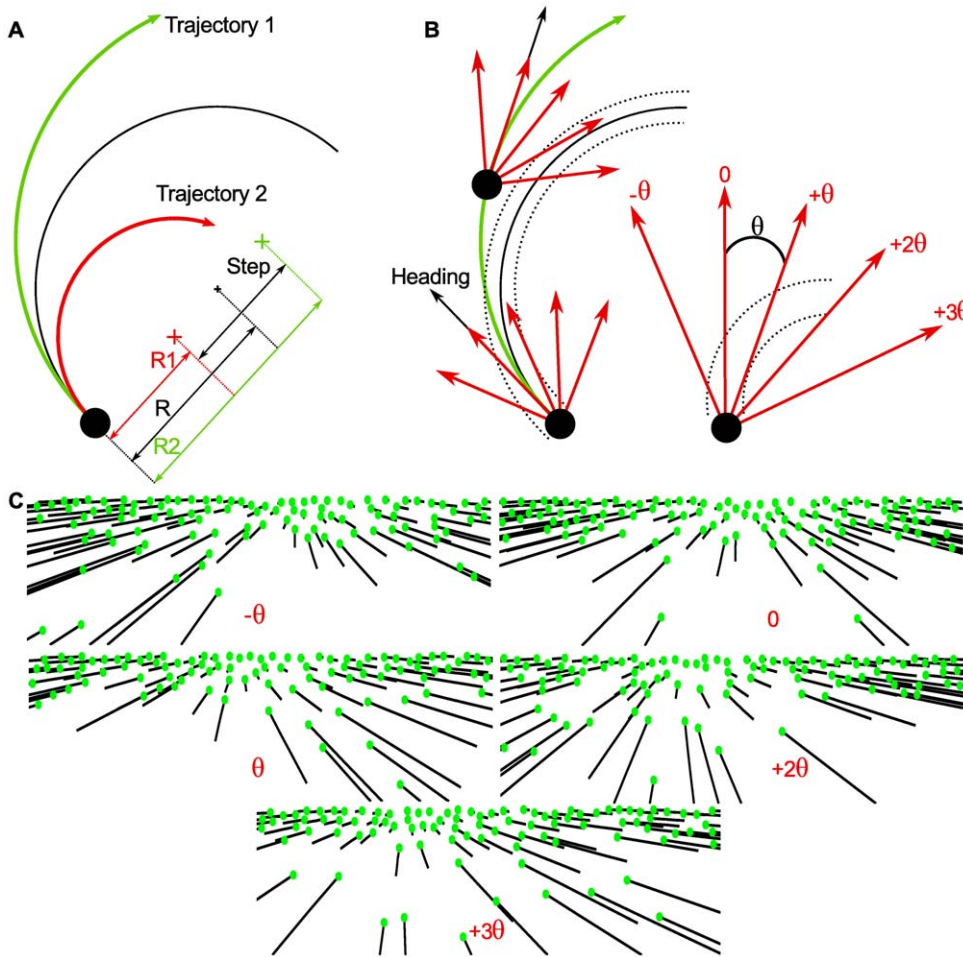 A
Trajectory 1
Trajectory 2
Step
R1
R
R2
B
Heading
-θ
0
+θ
θ
+2θ
+3θ
C
-θ
0
θ
+2θ
+3θ